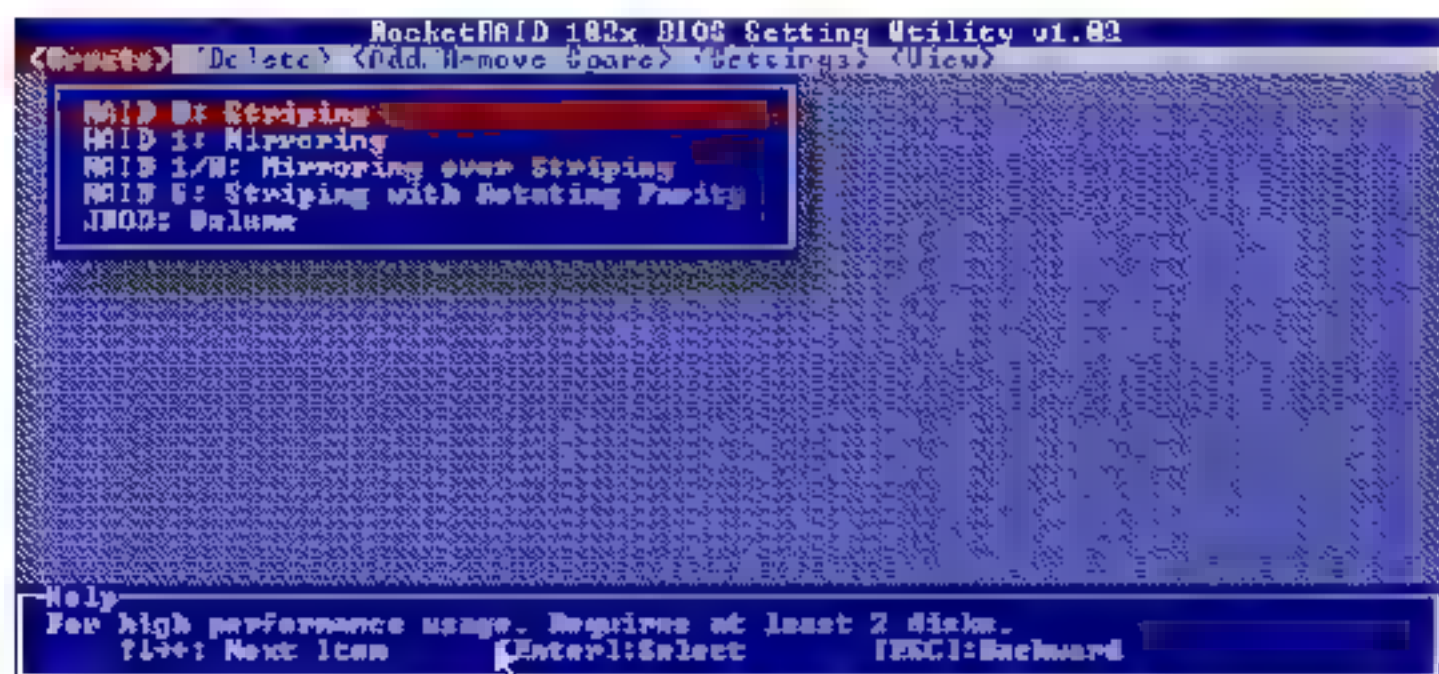 RocketRAID 182x BIOS Setting Utility v1.02
<Create> <Delete> <Add/Remove Spare> <Settings> <View>
RAID 0: Striping
RAID 1: Mirroring
RAID 1/0: Mirroring over Striping
RAID 5: Striping with Rotating Parity
JBOD: Volume
Help
For high performance usage. Requires at least 2 disks.
Next Item [Enter]:Select [ESC]:Backward